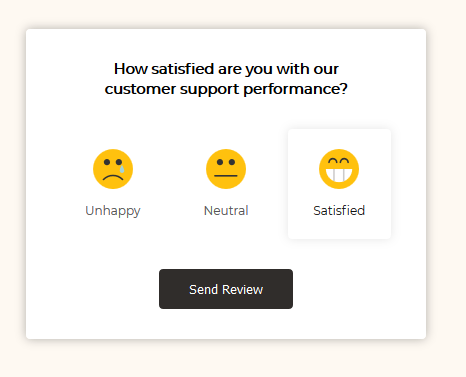 How satisfied are you with our
customer support performance?
Unhappy
Neutral
Satisfied
Send Review